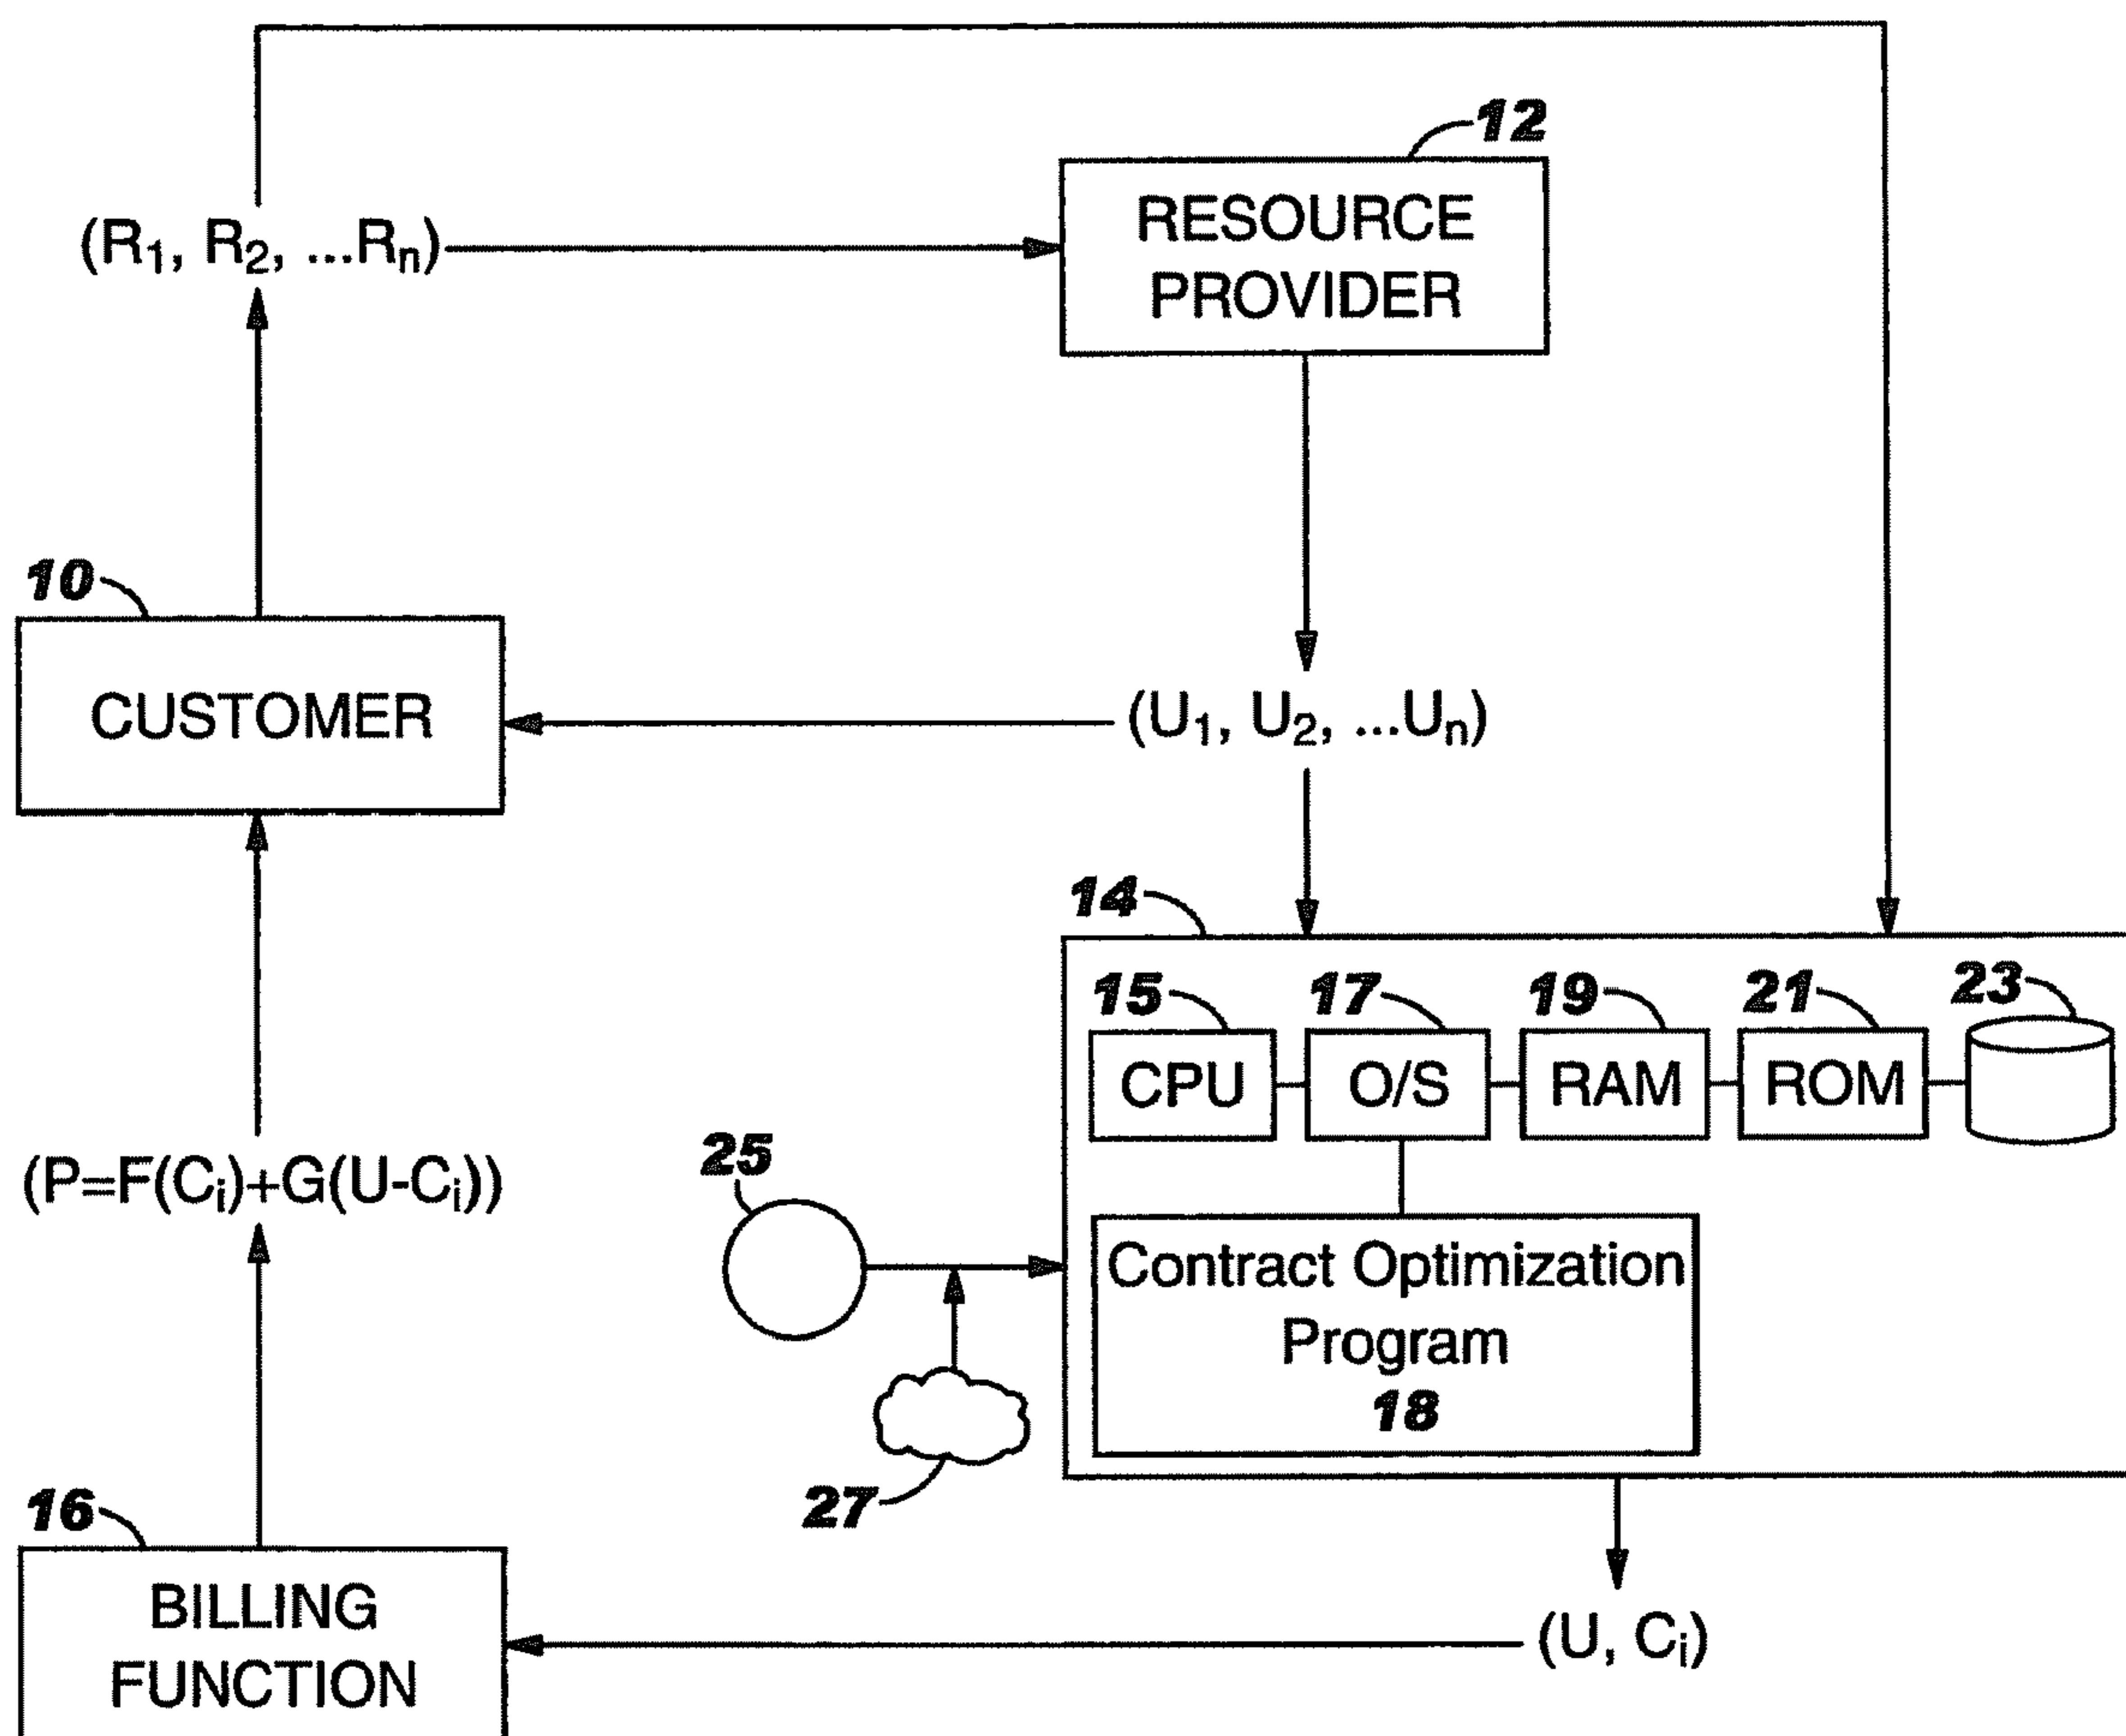 12
RESOURCE
PROVIDER
(R1, R2, ...Rn)
10
CUSTOMER
(U1, U2, ...Un)
14
15 17 19 21 23
CPU O/S RAM ROM
(P=F(Ci)+G(U-Ci))
25
Contract Optimization
Program
18
27
16
BILLING
FUNCTION
(U, Ci)